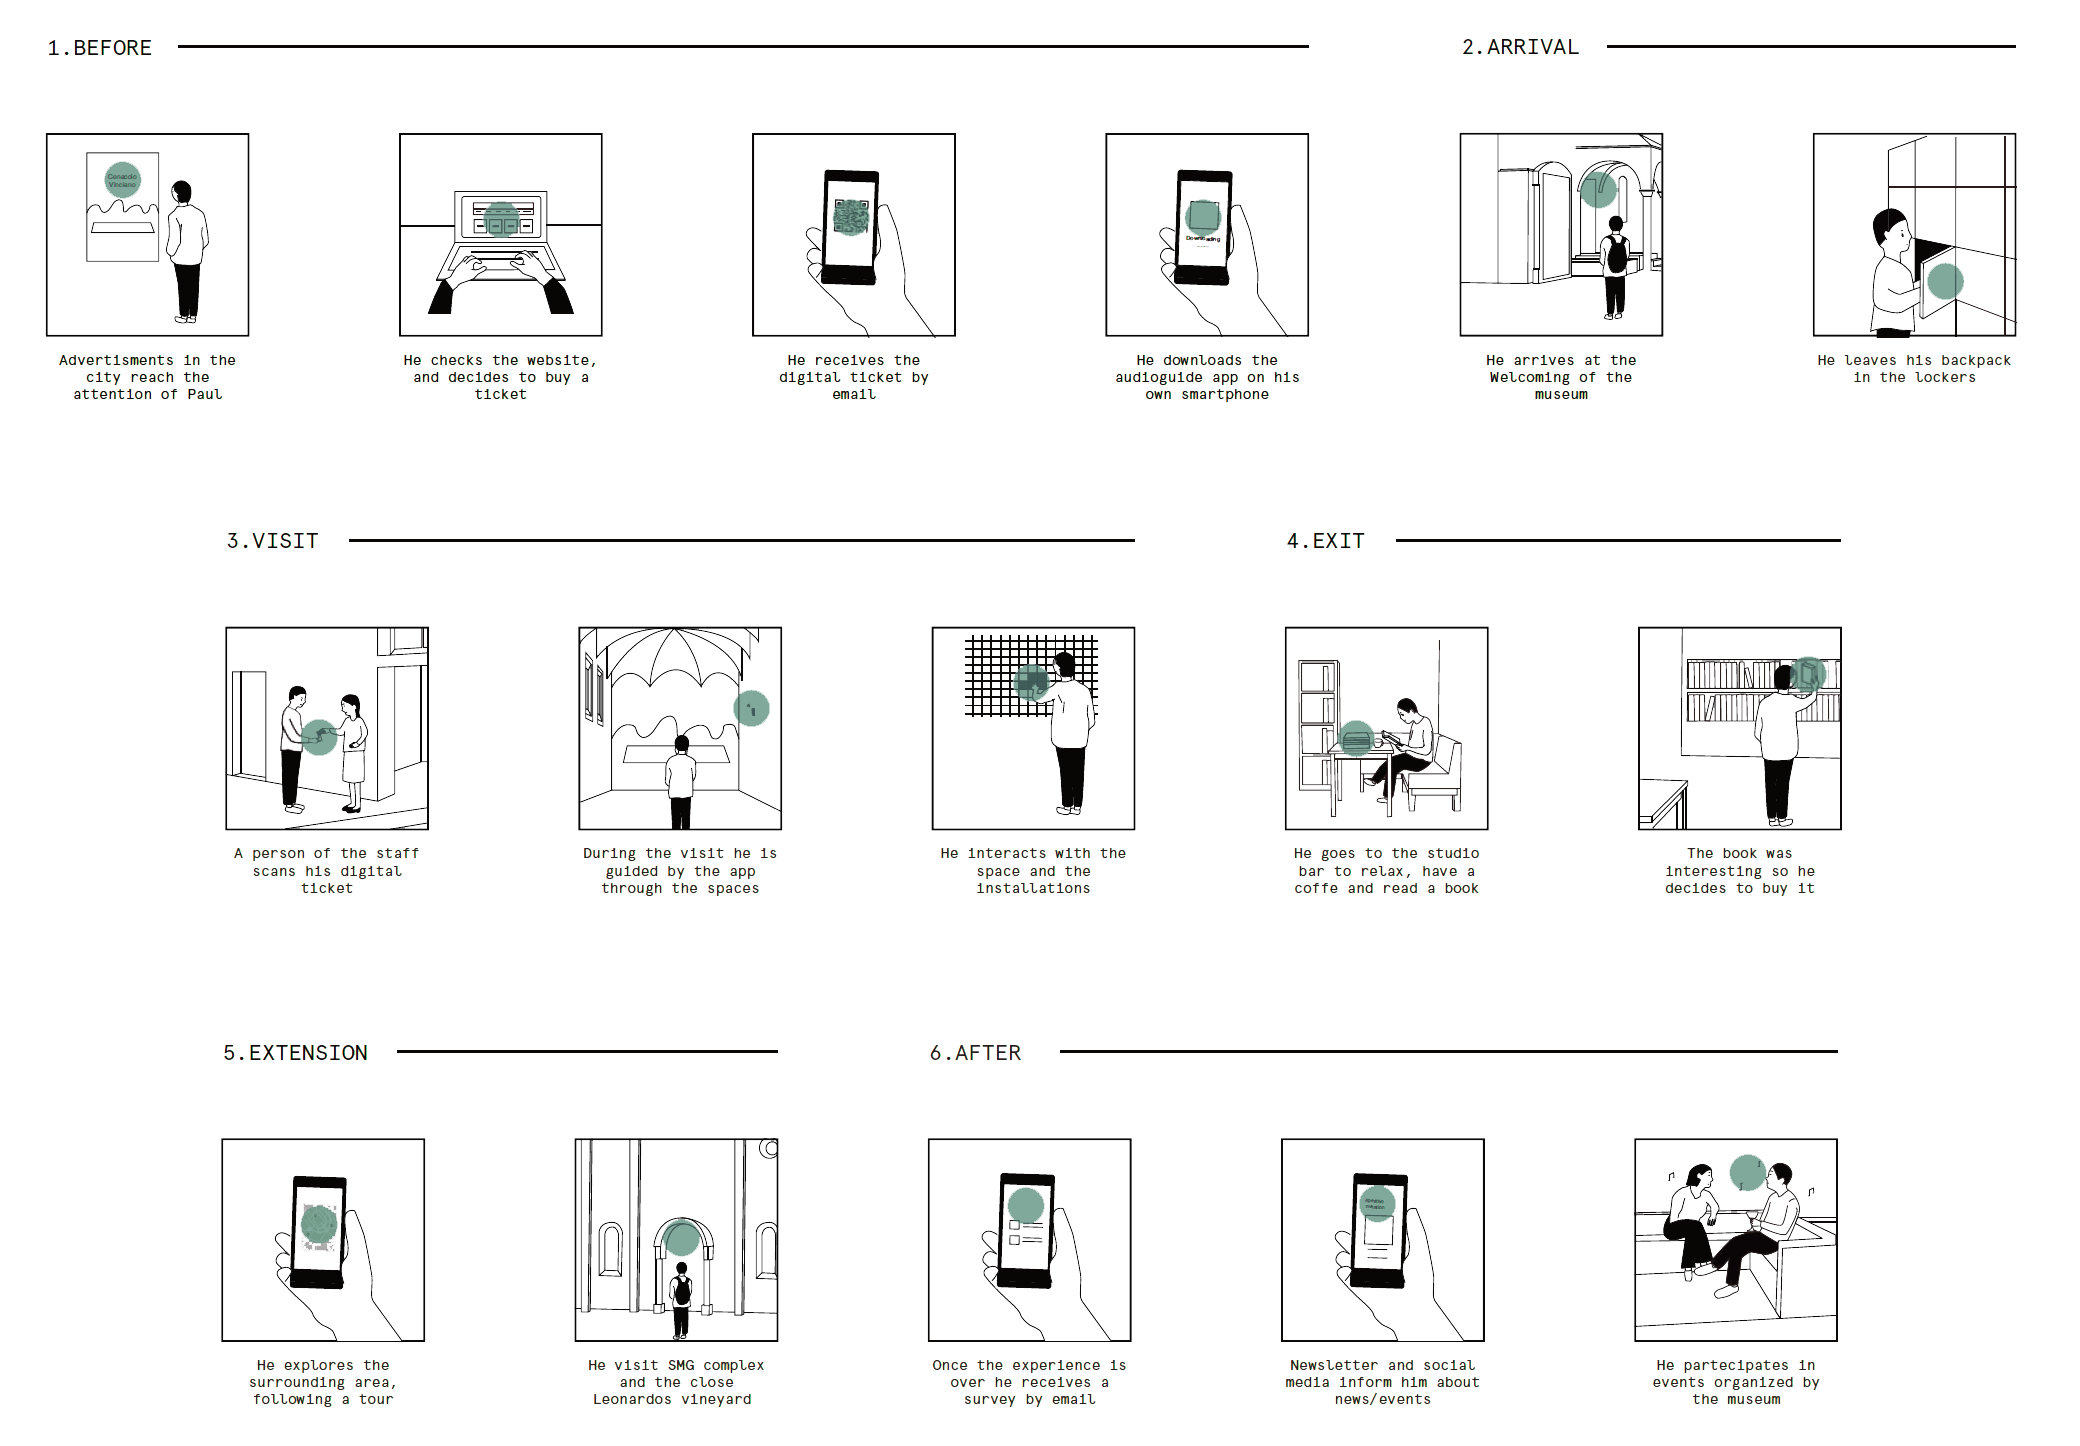 1.BEFORE
2.ARRIVAL
Cenacolo
Vinciano
Downloading
Advertisments in the
city reach the
attention of Paul
He checks the website,
and decides to buy a
ticket
He receives the
digital ticket by
email
He downloads the
audioguide app on his
own smartphone
He arrives at the
Welcoming of the
museum
He leaves his backpack
in the lockers
3.VISIT
4.EXIT
A person of the staff
scans his digital
ticket
During the visit he is
guided by the app
through the spaces
He interacts with the
space and the
installations
He goes to the studio
bar to relax, have a
coffe and read a book
The book was
interesting so he
decides to buy it
5.EXTENSION
6.AFTER
He explores the
surrounding area,
following a tour
He visit SMG complex
and the close
Leonardos vineyard
Once the experience is
over he receives a
survey by email
Newsletter and social
media inform him about
news/events
He partecipates in
events organized by
the museum